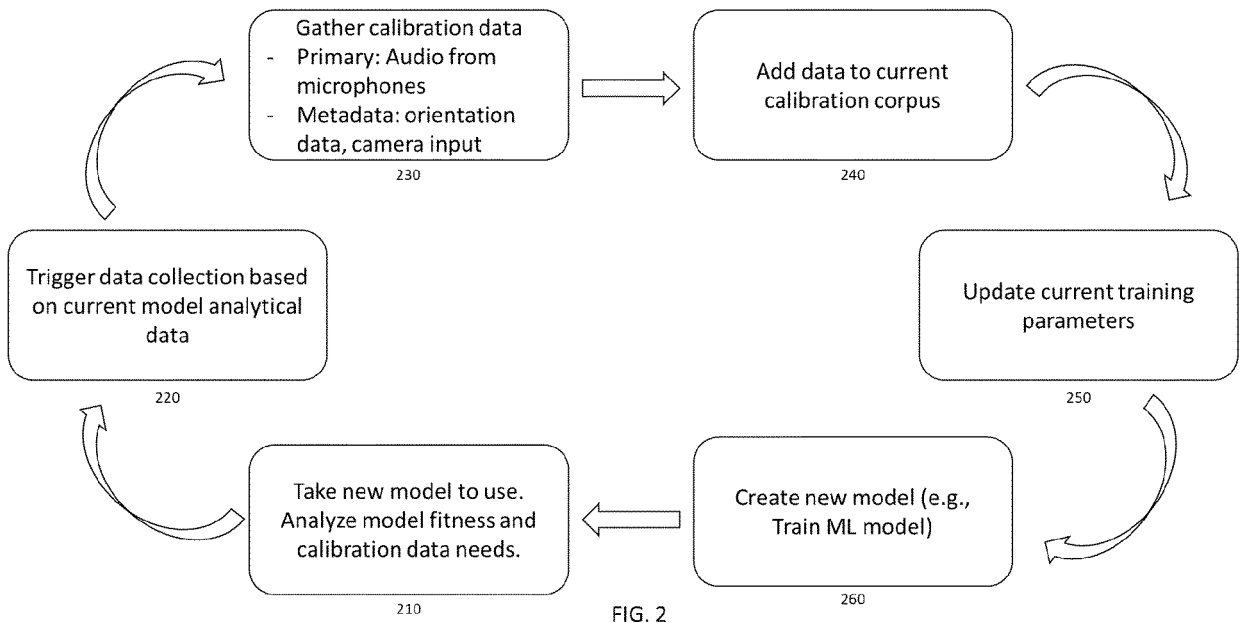 Gather calibration data
- Primary: Audio from
microphones
- Metadata: orientation
data, camera input
230
Add data to current
calibration corpus
240
Trigger data collection based
on current model analytical
data
220
Update current training
parameters
250
Take new model to use.
Analyze model fitness and
calibration data needs.
210
Create new model (e.g.,
Train ML model)
260
FIG. 2